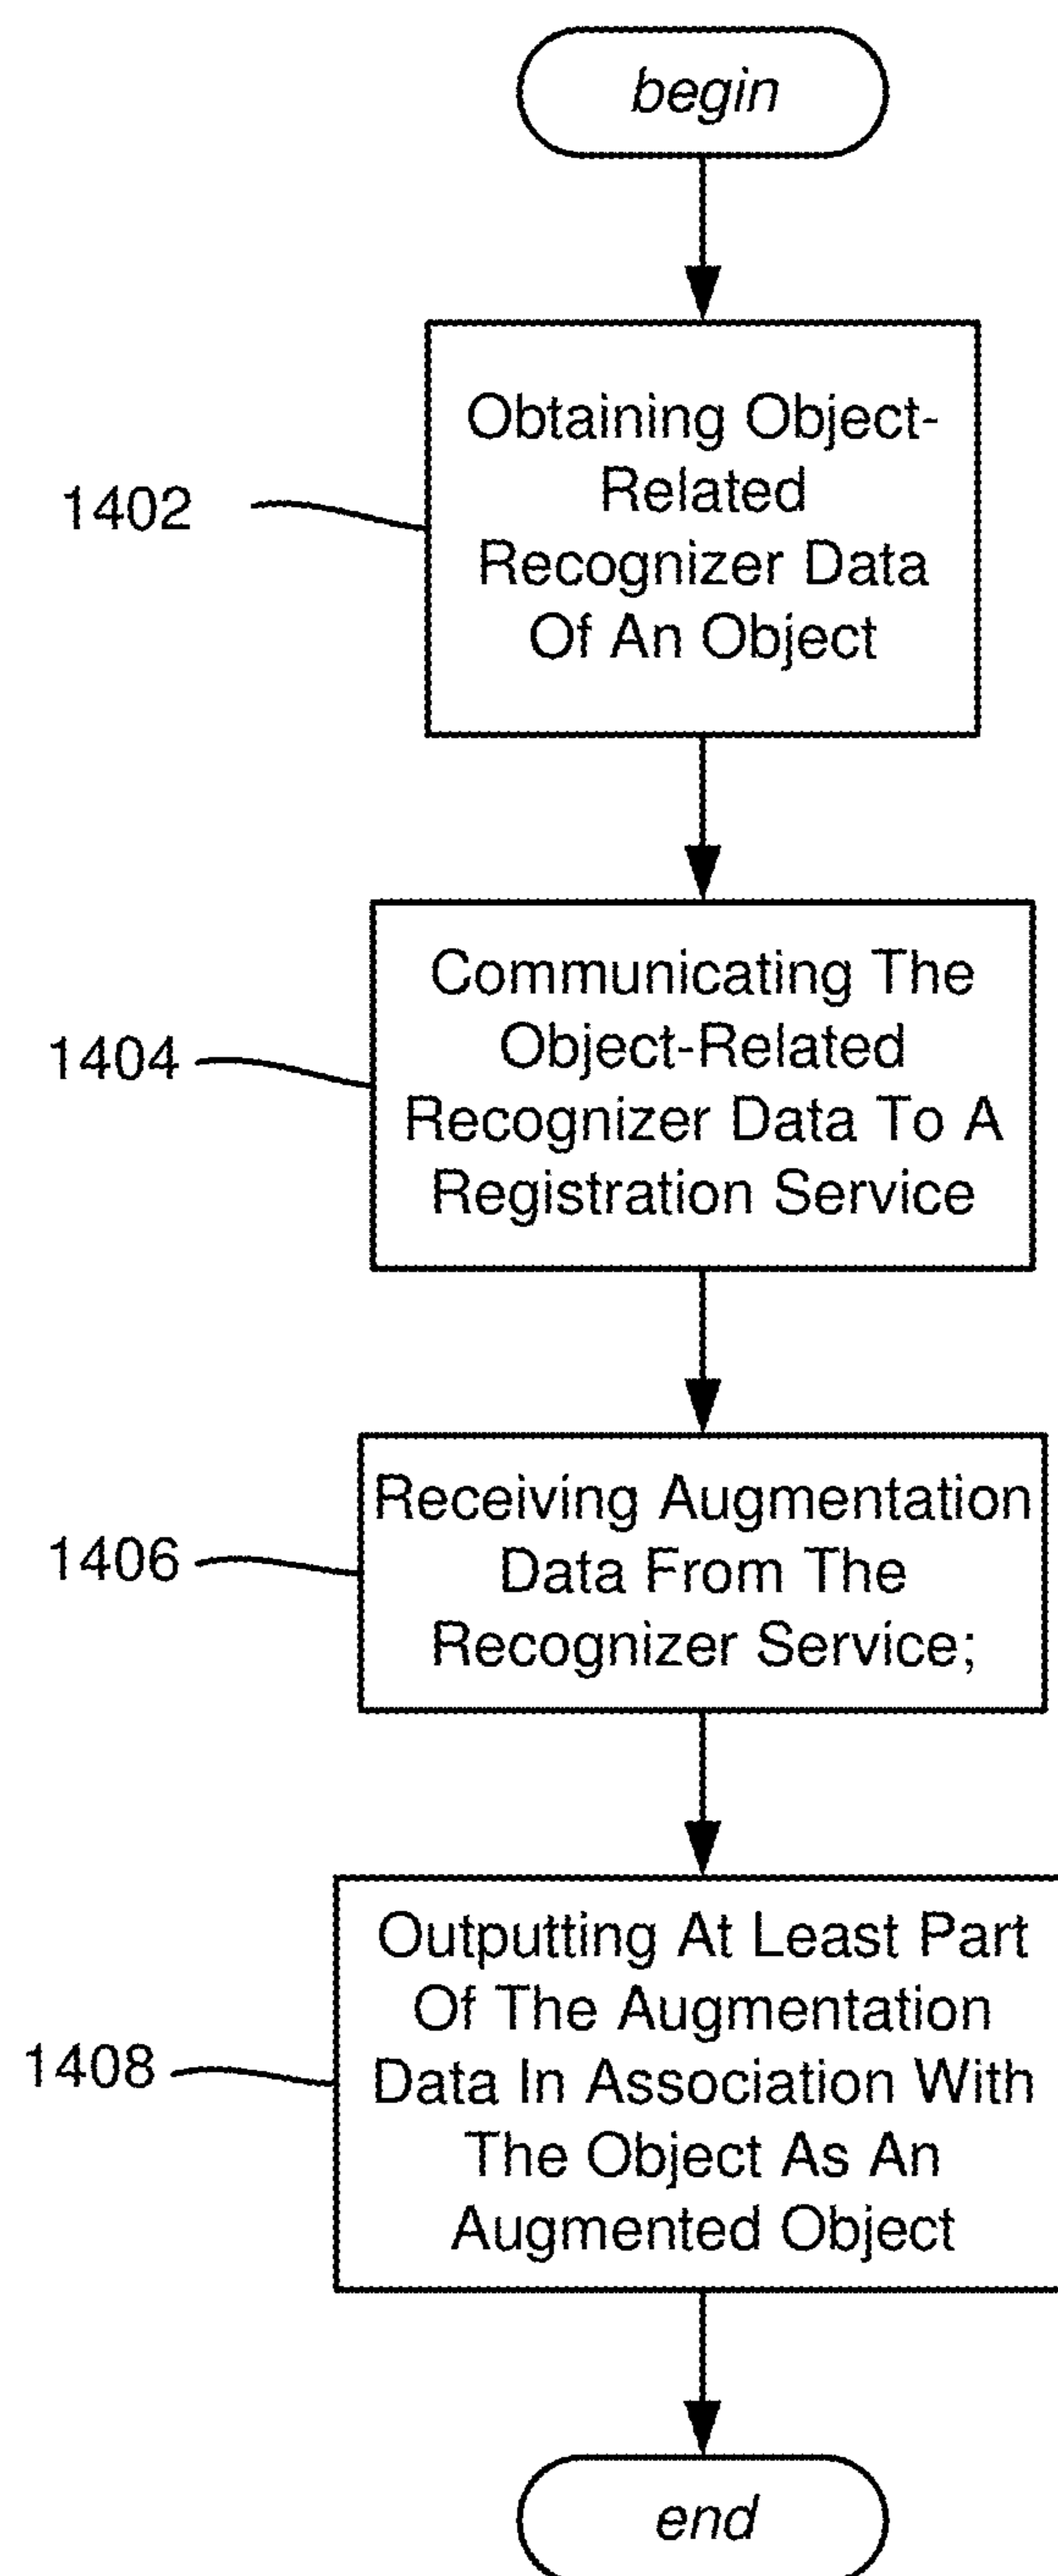 begin
1402
Obtaining Object-
Related
Recognizer Data
Of An Object
1404
Communicating The
Object-Related
Recognizer Data To A
Registration Service
1406
Receiving Augmentation
Data From The
Recognizer Service;
1408
Outputting At Least Part
Of The Augmentation
Data In Association With
The Object As An
Augmented Object
end